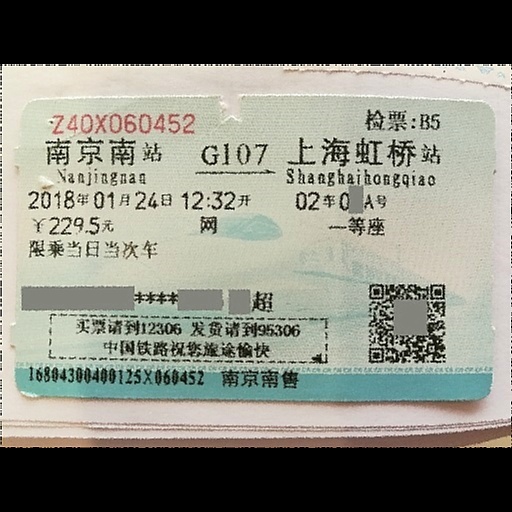 Z40X060452 检票:B5
南京南站 G107 上海虹桥站
Nanjingnan Shanghaihongqiao
2018年01月24日12:32开 02车0 A号
￥229.5元 网 一等座
限乘当日当次车
**** 超
买票请到12306 发货请到95306
中国铁路祝您旅途愉快
16804300400125X060452 南京南售